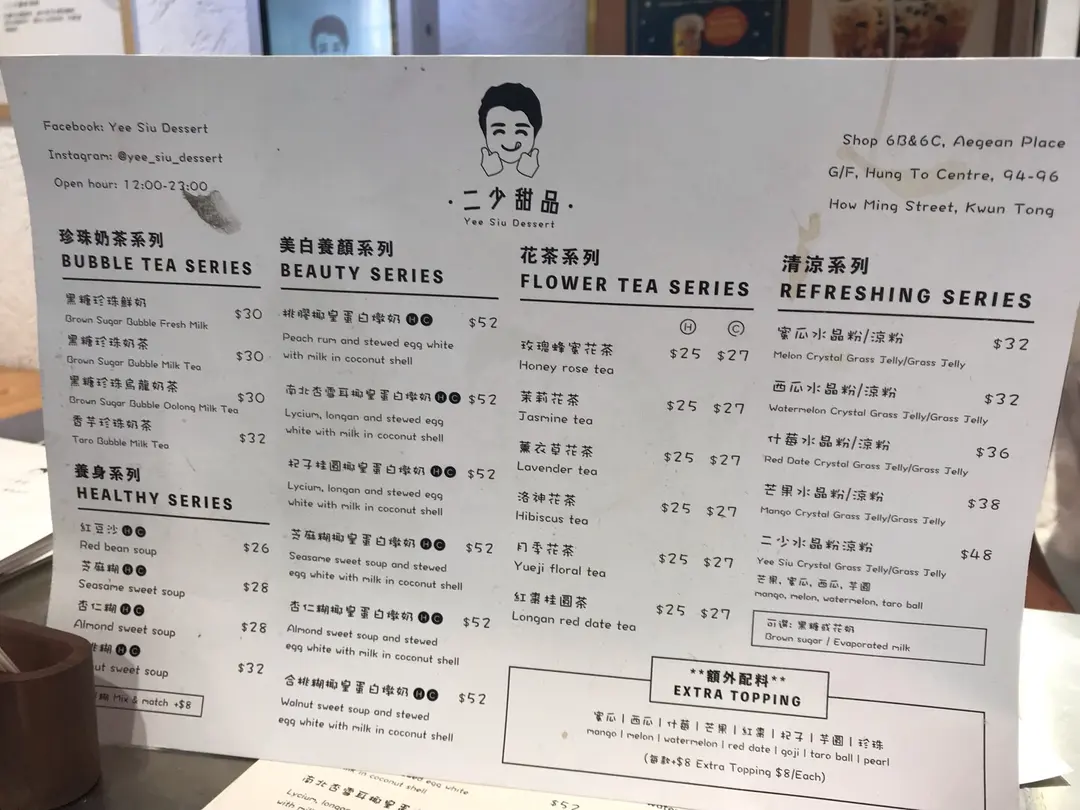 Facebook: Yee Siu Dessert
Instagram: @yee_siu_dessert
Open hour: 12:00-23:00
·二少甜品·
Yee Siu Dessert
Shop 6B&6C, Aegean Place
G/F, Hung To Centre, 94-96
How Ming Street, Kwun Tong
珍珠奶茶系列
BUBBLE TEA SERIES
黑糖珍珠鮮奶
Brown Sugar Bubble Fresh Milk $30
黑糖珍珠奶茶
Brown Sugar Bubble Milk Tea $30
黑糖珍珠烏龍奶茶
Brown Sugar Bubble Oolong Milk Tea $30
香芋珍珠奶茶
Taro Bubble Milk Tea $32
養身系列
HEALTHY SERIES
紅豆沙 H C
Red bean soup $26
芝麻糊 H C
Seasame sweet soup $28
杏仁糊 H C
Almond sweet soup $28
桃糊 H C
nut sweet soup $32
糊 Mix & match +$8
美白養顏系列
BEAUTY SERIES
桃膠椰皇蛋白燉奶 H C $52
Peach rum and stewed egg white
with milk in coconut shell
南北杏雪耳椰皇蛋白燉奶 H C $52
Lycium, longan and stewed egg
white with milk in coconut shell
杞子桂圓椰皇蛋白燉奶 H C $52
Lycium, longan and stewed egg
white with milk in coconut shell
芝麻糊椰皇蛋白燉奶 H C $52
Seasame sweet soup and stewed
egg white with milk in coconut shell
杏仁糊椰皇蛋白燉奶 H C $52
Almond sweet soup and stewed
egg white with milk in coconut shell
合桃糊椰皇蛋白燉奶 H C $52
Walnut sweet soup and stewed
egg white with milk in coconut shell
花茶系列
FLOWER TEA SERIES
H C
玫瑰蜂蜜花茶 $25 $27
Honey rose tea
茉莉花茶 $25 $27
Jasmine tea
薰衣草花茶 $25 $27
Lavender tea
洛神花茶 $25 $27
Hibiscus tea
月季花茶 $25 $27
Yueji floral tea
紅棗桂圓茶 $25 $27
Longan red date tea
清涼系列
REFRESHING SERIES
蜜瓜水晶粉/涼粉 $32
Melon Crystal Grass Jelly/Grass Jelly
西瓜水晶粉/涼粉 $32
Watermelon Crystal Grass Jelly/Grass Jelly
什莓水晶粉/涼粉 $36
Red Date Crystal Grass Jelly/Grass Jelly
芒果水晶粉/涼粉 $38
Mango Crystal Grass Jelly/Grass Jelly
二少水晶粉涼粉 $48
Yee Siu Crystal Grass Jelly/Grass Jelly
芒果, 蜜瓜, 西瓜, 芋圓
mango, melon, watermelon, taro ball
可選: 黑糖或花奶
Brown sugar / Evaporated milk
**額外配料**
EXTRA TOPPING
蜜瓜 | 西瓜 | 什莓 | 芒果 | 紅棗 | 杞子 | 芋圓 | 珍珠
mango | melon | watermelon | red date | goji | taro ball | pearl
(每款+$8 Extra Topping $8/Each)
in coconut shell
egg white
南北杏雪耳椰皇蛋
Lycium, longan
with milk
$52